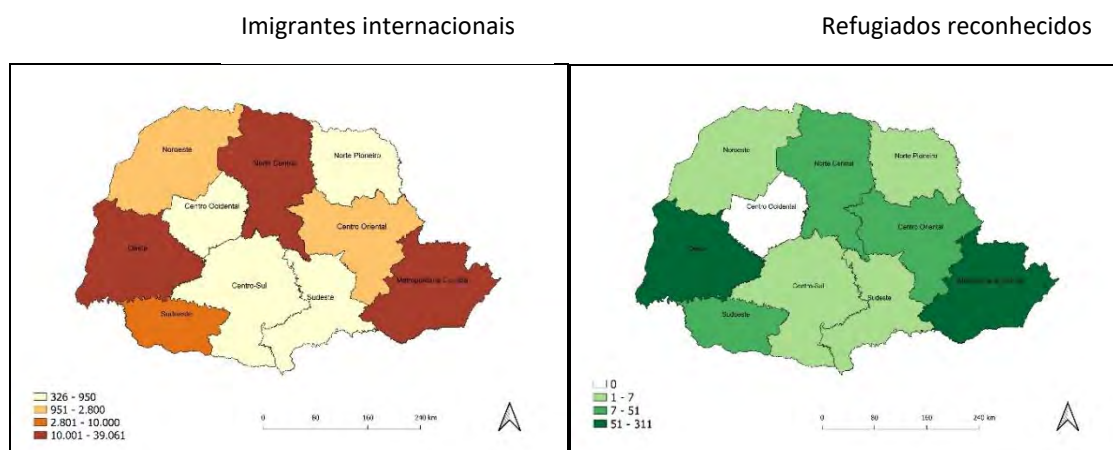 Imigrantes internacionais
Refugiados reconhecidos
Noroeste
Norte Central
Norte Pioneiro
Centro Ocidental
Centro Oriental
Oeste
Metropolitana Curitiba
Centro-Sul
Sudeste
Sudoeste
326 - 950
951 - 2.800
2.801 - 10.000
10.001 - 39.061
0 80 160 240 km
Noroeste
Norte Central
Norte Pioneiro
Centro Ocidental
Centro Oriental
Oeste
Centro-Sul
Sudeste
Sudoeste
0
1 - 7
7 - 51
51 - 311
0 80 160 240 km